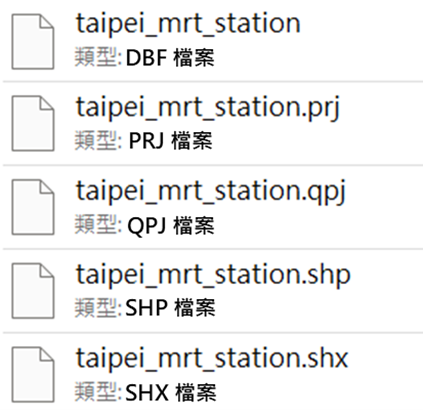 taipei_mrt_station
類型: DBF 檔案
taipei_mrt_station.prj
類型: PRJ 檔案
taipei_mrt_station.qpj
類型: QPJ 檔案
taipei_mrt_station.shp
類型: SHP 檔案
taipei_mrt_station.shx
類型: SHX 檔案